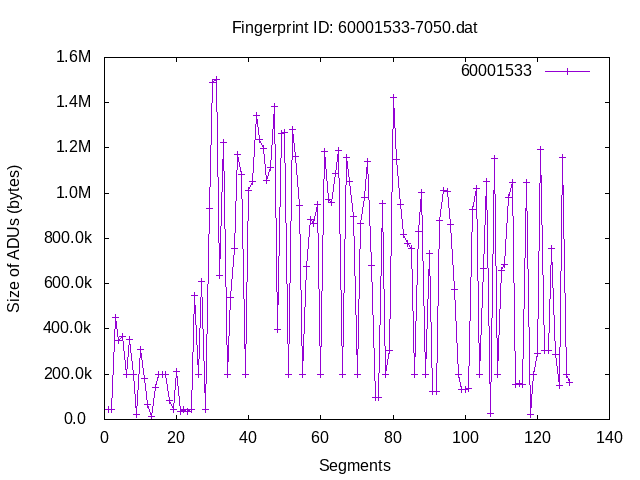 Fingerprint ID: 60001533-7050.dat
60001533
Size of ADUs (bytes)
1.6M
1.4M
1.2M
1.0M
800.0k
600.0k
400.0k
200.0k
0.0
0 20 40 60 80 100 120 140
Segments